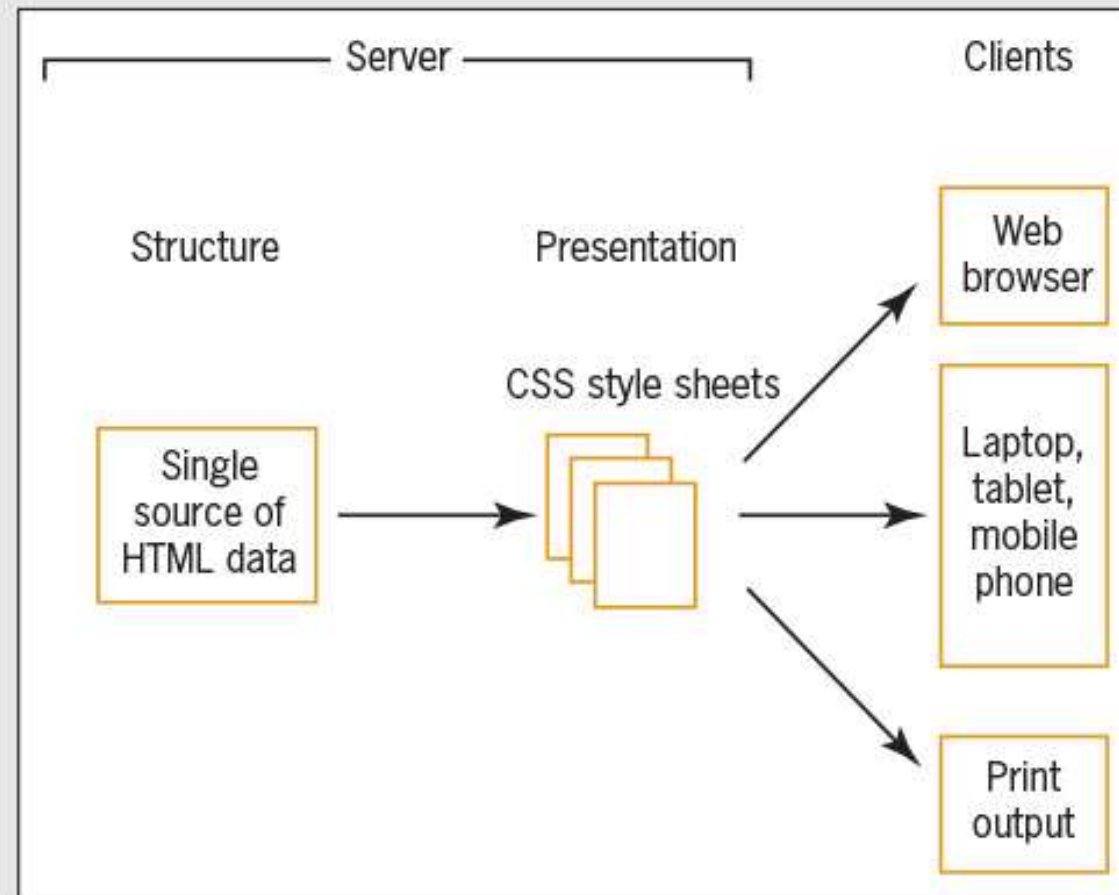 Server
Clients
Structure
Presentation
CSS style sheets
Single
source of
HTML data
Web
browser
Laptop,
tablet,
mobile
phone
Print
output